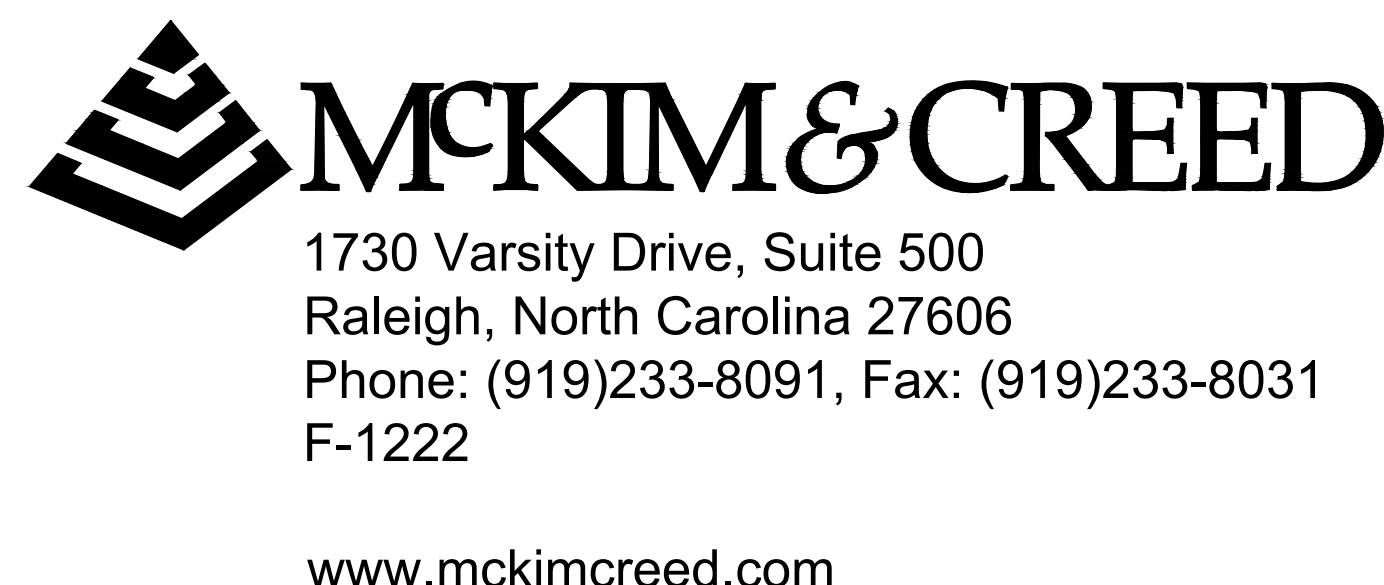 McKIM & CREED
1730 Varsity Drive, Suite 500
Raleigh, North Carolina 27606
Phone: (919)233-8091, Fax: (919)233-8031
F-1222
www.mckimcreed.com